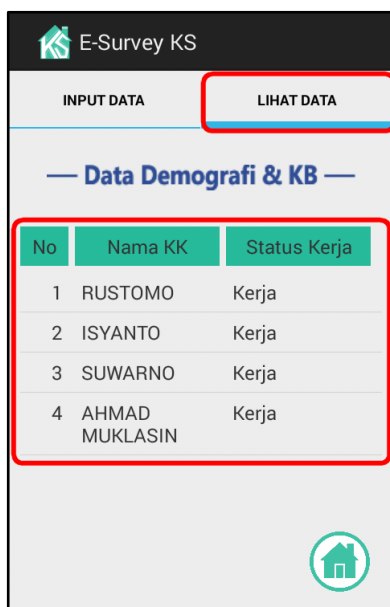 KS E-Survey KS
INPUT DATA LIHAT DATA
— Data Demografi & KB —
No Nama KK Status Kerja
1 RUSTOMO Kerja
2 ISYANTO Kerja
3 SUWARNO Kerja
4 AHMAD Kerja
MUKLASIN